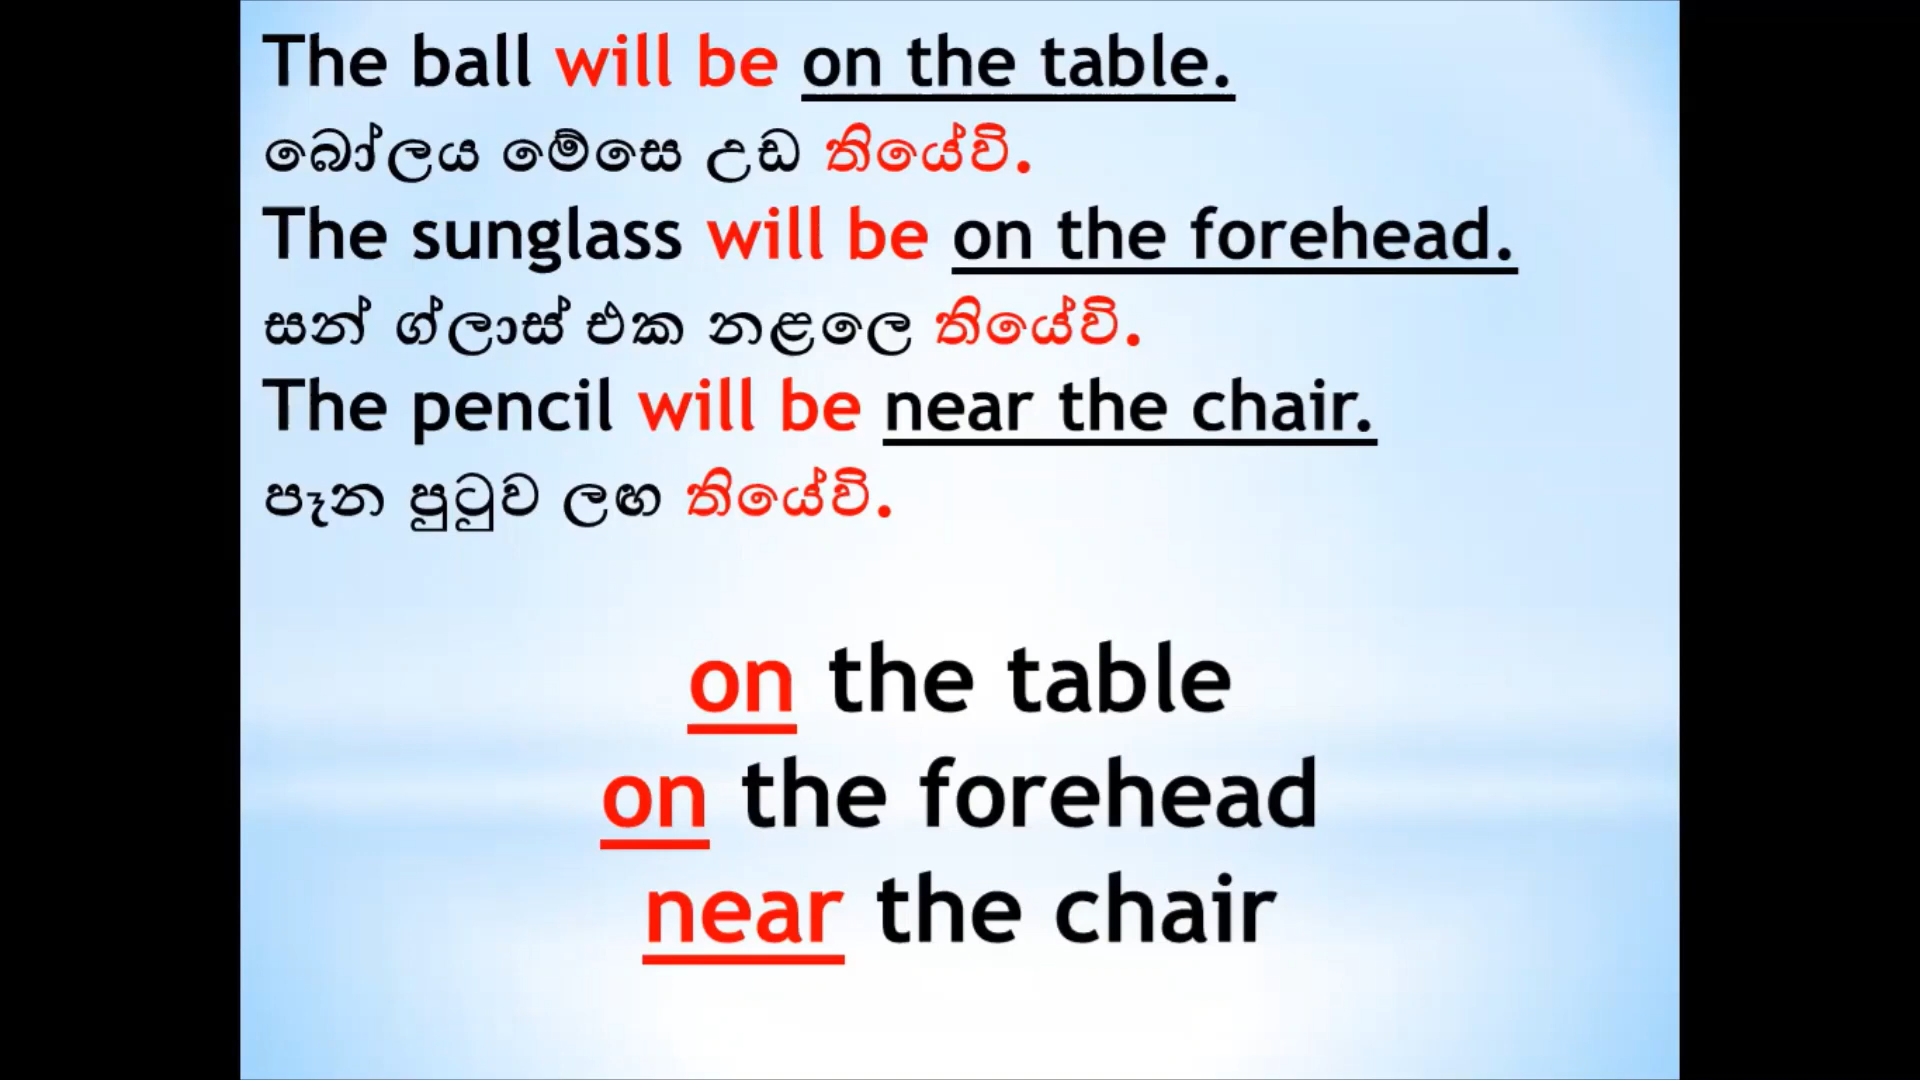 The ball will be on the table.
බෝලය මේසෙ උඩ තියේවි.
The sunglass will be on the forehead.
සන් ග්ලාස් එක නළලෙ තියේවි.
The pencil will be near the chair.
පෑන පුටුව ලඟ තියේවි.
on the table
on the forehead
near the chair